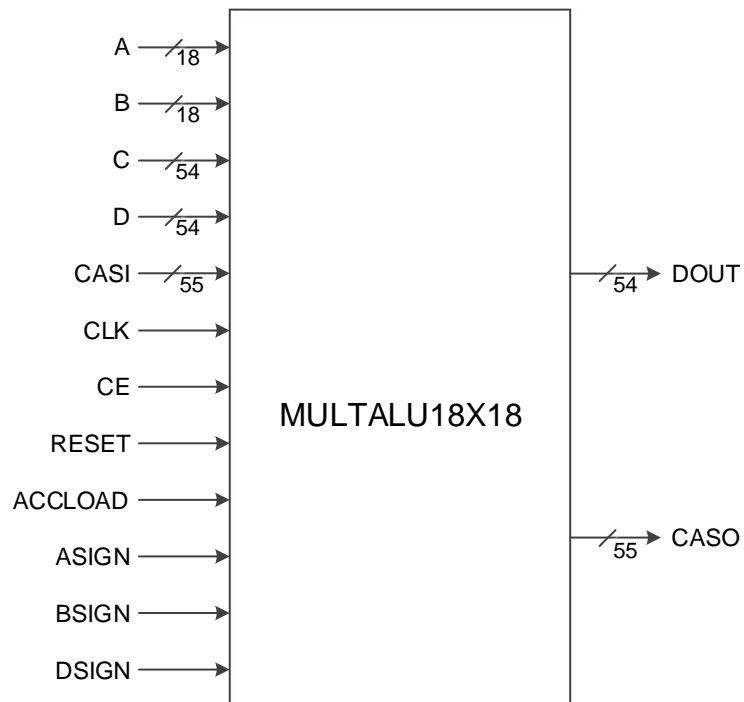 A
18
B
18
C
54
D
54
CASI
55
DOUT
54
CLK
CE
MULTALU18X18
RESET
ACCLOAD
CASO
55
ASIGN
BSIGN
DSIGN